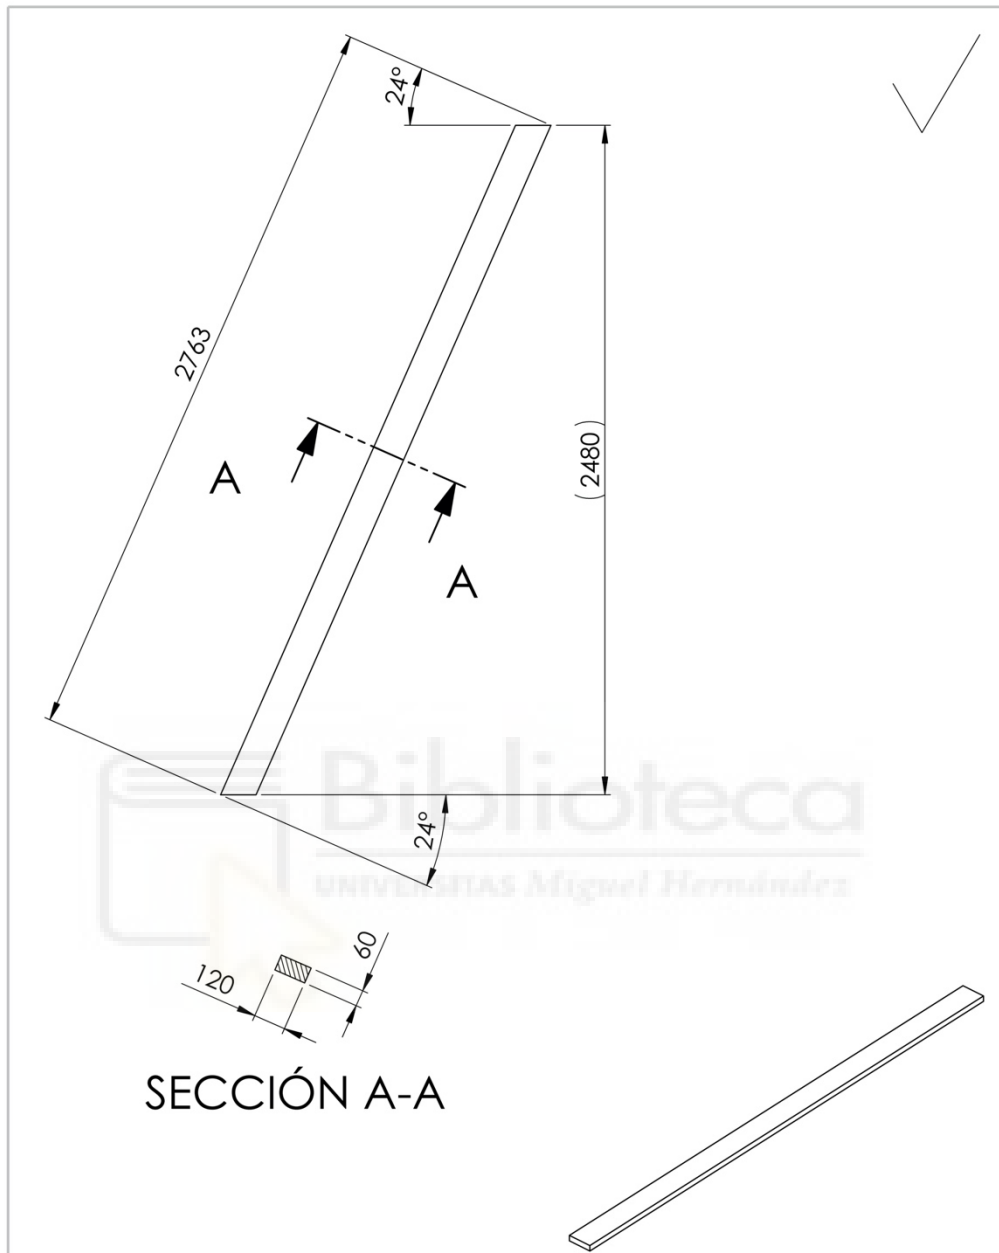 24°
2763
(2480)
A
A
24°
Biblioteca
UNIVERSITAS Miguel Hernández
60
120
SECCIÓN A-A